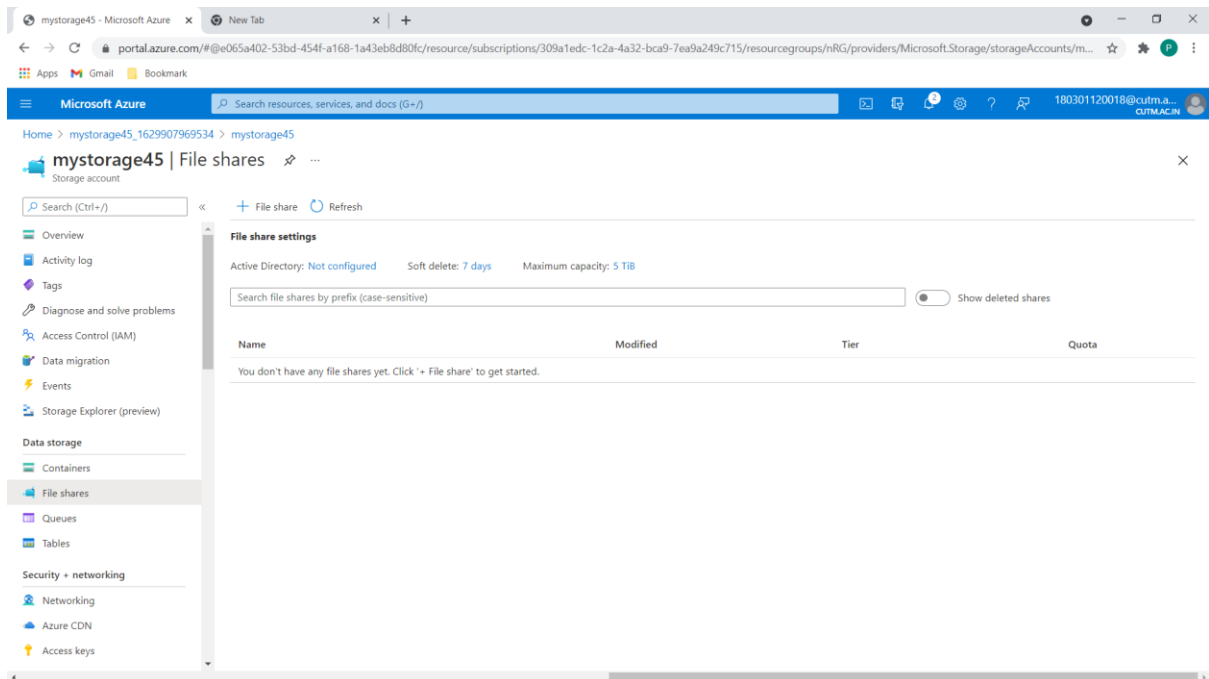 mystorage45 - Microsoft Azure
New Tab
portal.azure.com/#@e065a402-53bd-454f-a168-1a43eb8d80fc/resource/subscriptions/309a1edc-1c2a-4a32-bca9-7ea9a249c715/resourcegroups/nRG/providers/Microsoft.Storage/storageAccounts/m...
P
Apps Gmail Bookmark
Microsoft Azure
Search resources, services, and docs (G+/)
2
180301120018@cutm.a...
CUTM.AC.IN
Home > mystorage45_1629907969534 > mystorage45
mystorage45 | File shares ...
Storage account
Search (Ctrl+/)
«
+ File share Refresh
Overview
Activity log
Tags
Diagnose and solve problems
Access Control (IAM)
Data migration
Events
Storage Explorer (preview)
Data storage
Containers
File shares
Queues
Tables
Security + networking
Networking
Azure CDN
Access keys
File share settings
Active Directory: Not configured Soft delete: 7 days Maximum capacity: 5 TiB
Search file shares by prefix (case-sensitive)
Show deleted shares
Name Modified Tier Quota
You don't have any file shares yet. Click '+ File share' to get started.